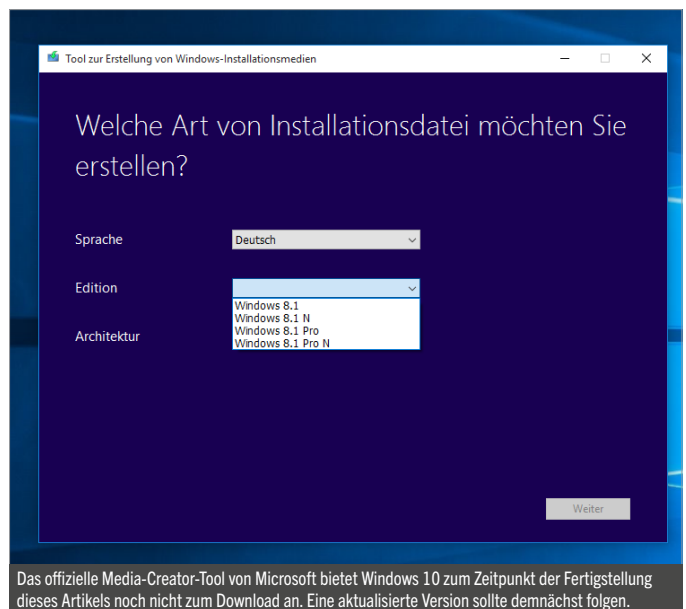 Tool zur Erstellung von Windows-Installationsmedien
Welche Art von Installationsdatei möchten Sie
erstellen?
Sprache
Deutsch
Edition
Windows 8.1
Windows 8.1 N
Windows 8.1 Pro
Windows 8.1 Pro N
Architektur
Weiter
Das offizielle Media-Creator-Tool von Microsoft bietet Windows 10 zum Zeitpunkt der Fertigstellung
dieses Artikels noch nicht zum Download an. Eine aktualisierte Version sollte demnächst folgen.